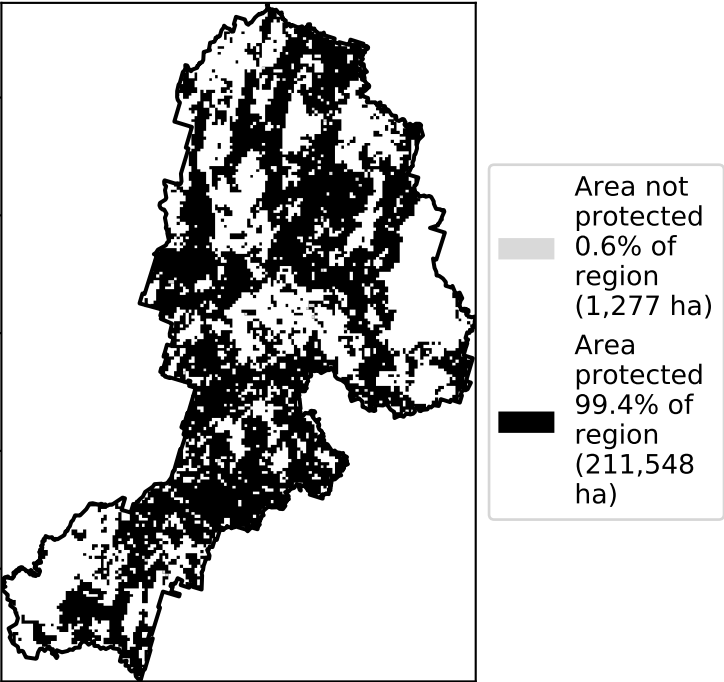 Area not
protected
0.6% of
region
(1,277 ha)
Area
protected
99.4% of
region
(211,548
ha)